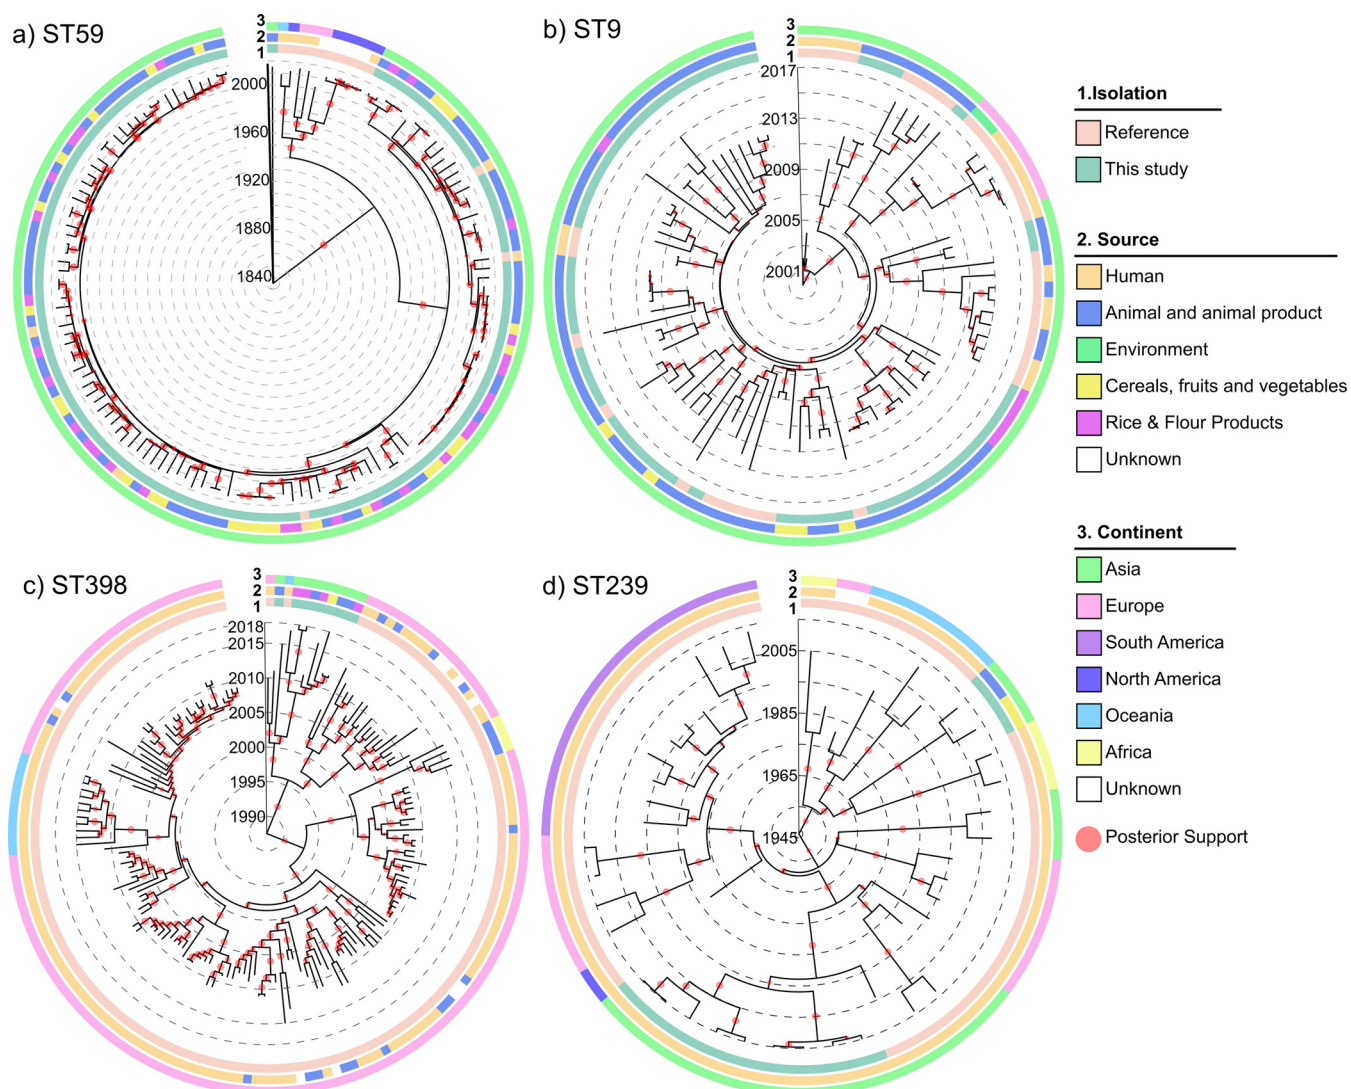 a) ST59
3
2
1
2000
1960
1920
1880
1840
b) ST9
3
2
1
2017
2013
2009
2005
2001
c) ST398
3
2
1
2018
2015
2010
2005
2000
1995
1990
d) ST239
3
2
1
2005
1985
1965
1945
1.Isolation
Reference
This study
2. Source
Human
Animal and animal product
Environment
Cereals, fruits and vegetables
Rice & Flour Products
Unknown
3. Continent
Asia
Europe
South America
North America
Oceania
Africa
Unknown
Posterior Support